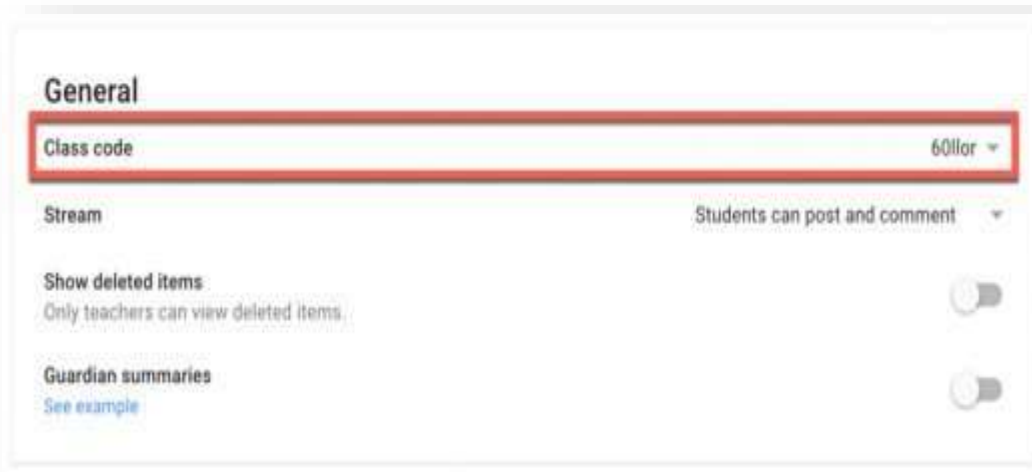 General
Class code 60llor
Stream Students can post and comment
Show deleted items
Only teachers can view deleted items.
Guardian summaries
See example